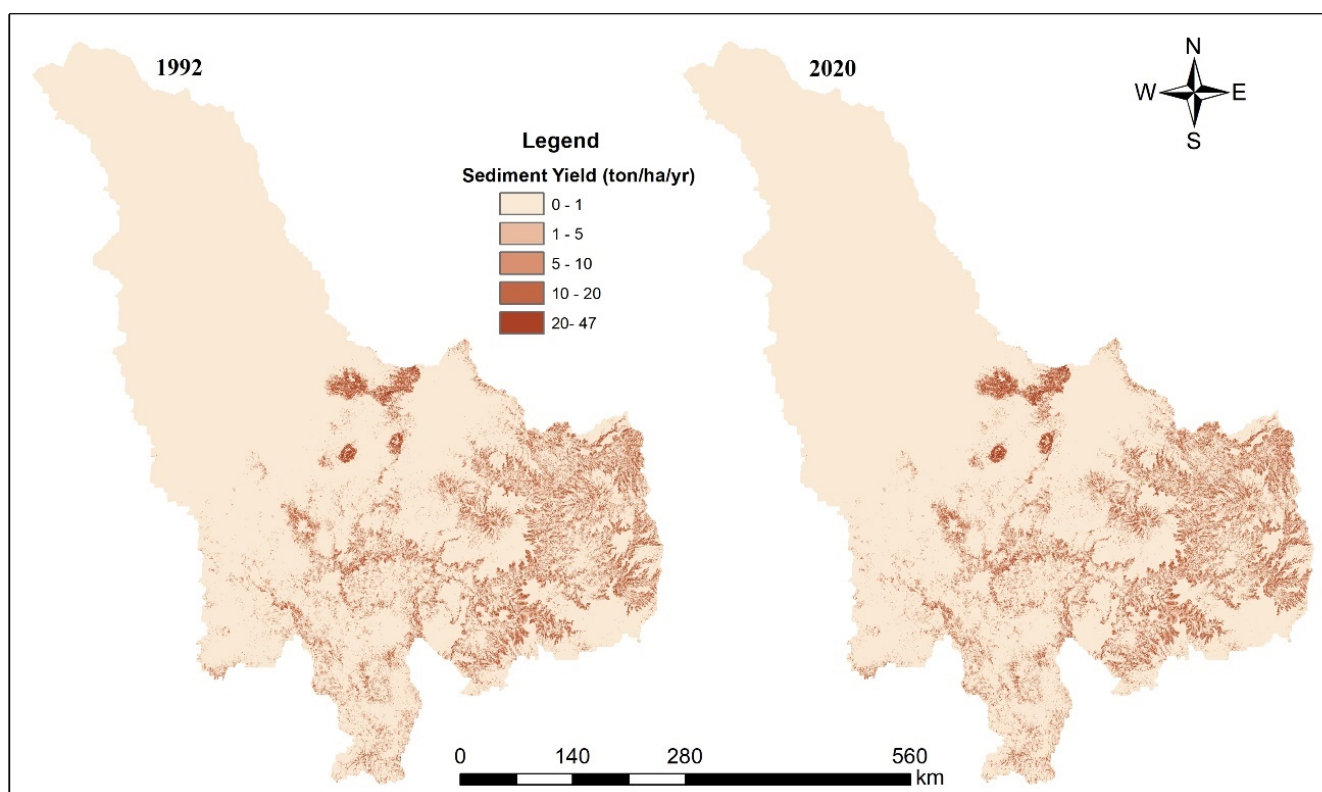 1992
2020
N
W E
S
Legend
Sediment Yield (ton/ha/yr)
0 - 1
1 - 5
5 - 10
10 - 20
20- 47
0 140 280 560
km